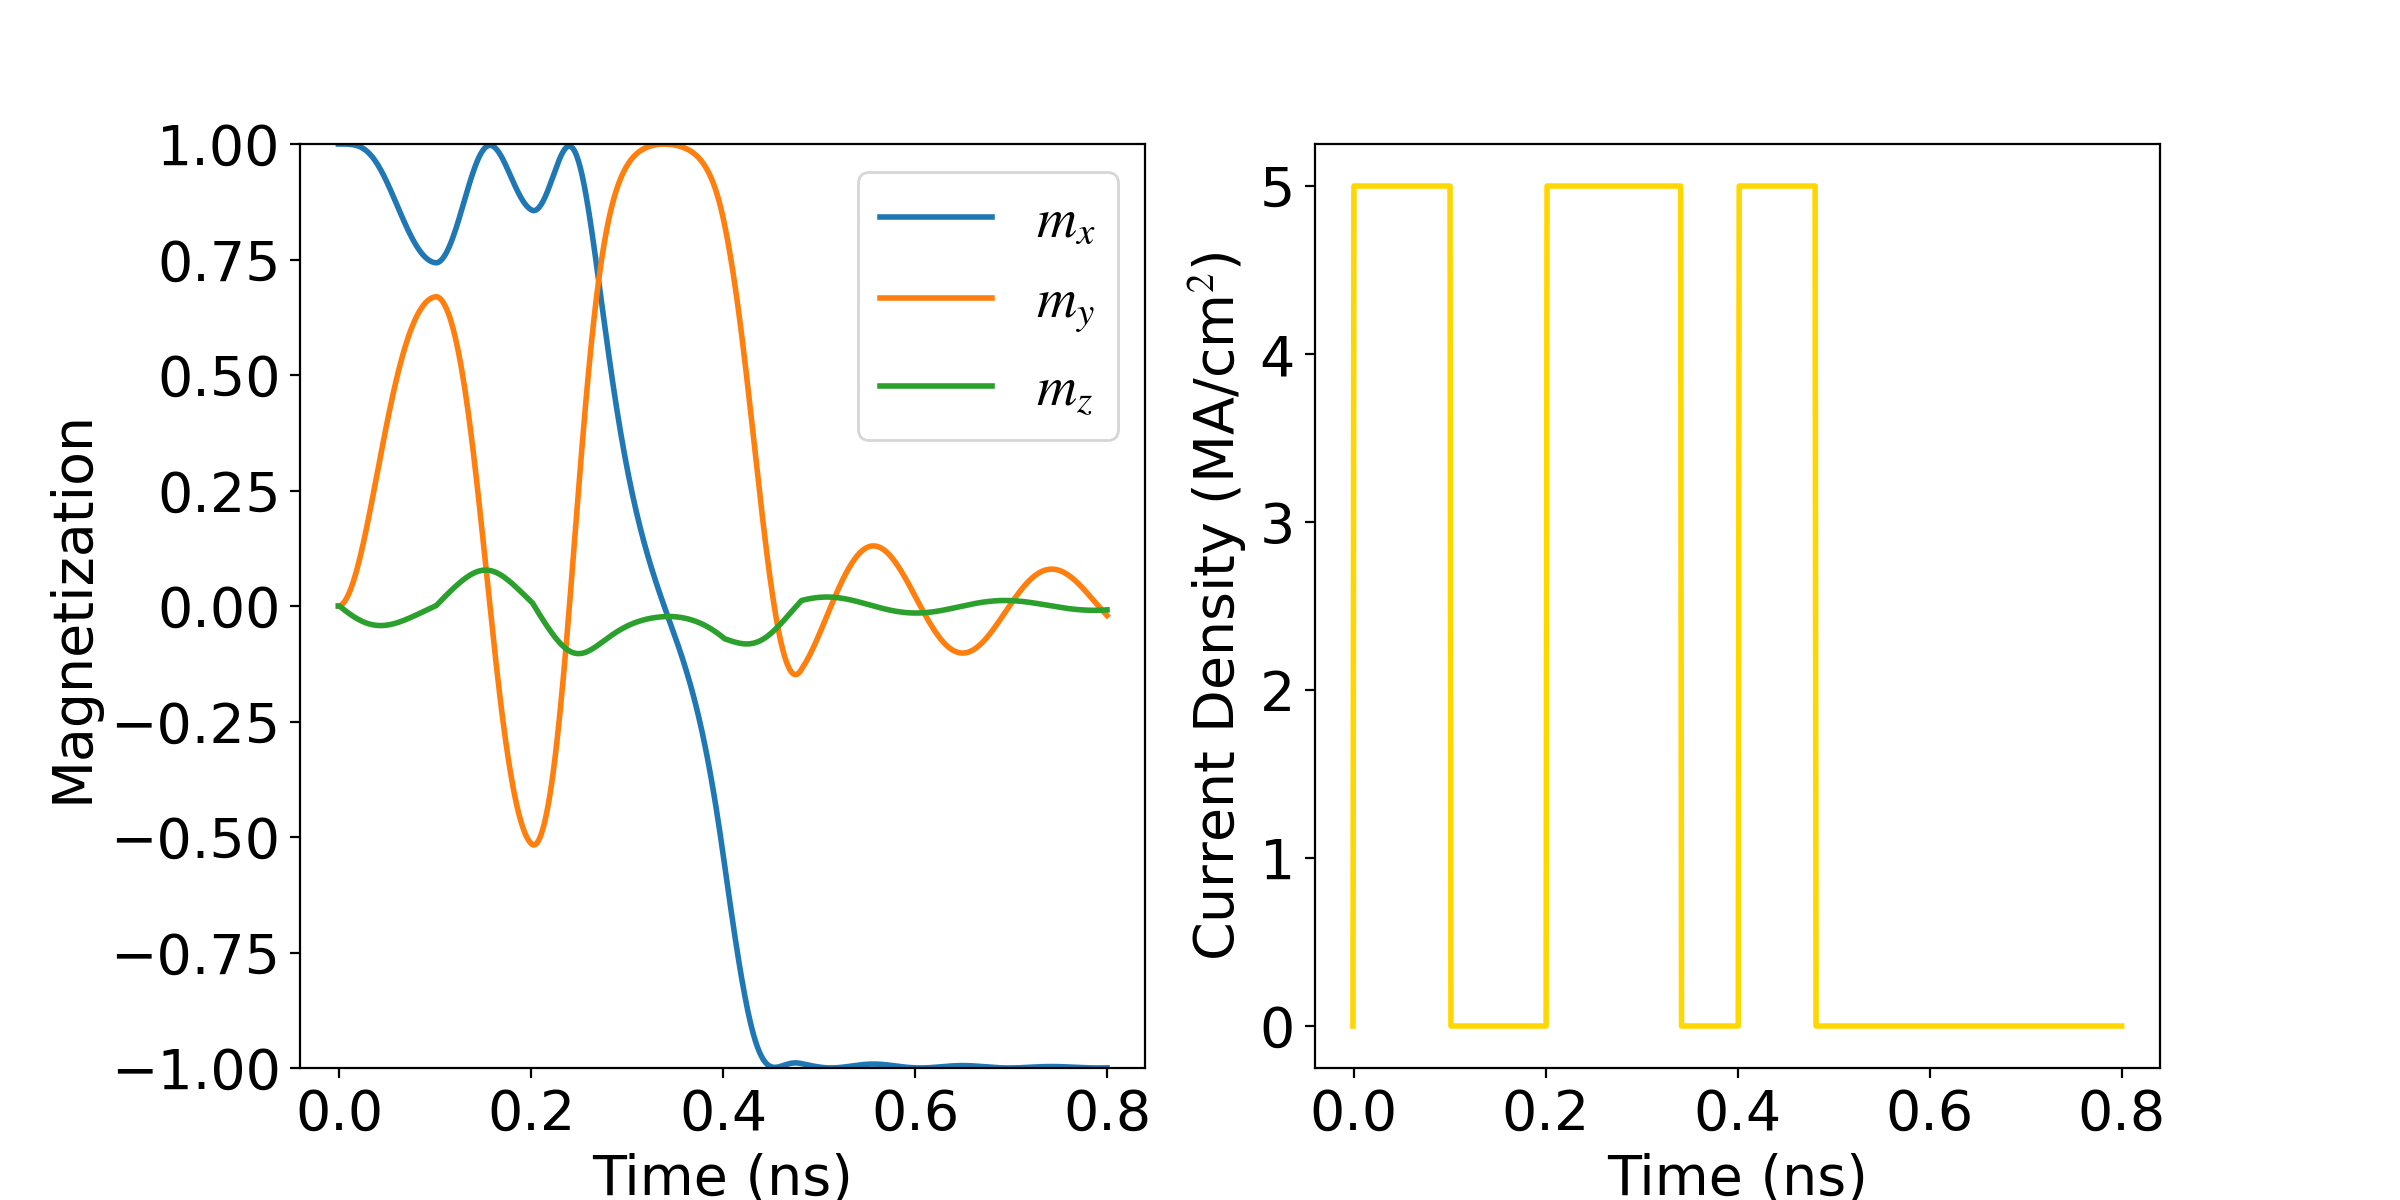 1.00
0.75
0.50
0.25
0.00
−0.25
−0.50
−0.75
−1.00
Magnetization
0.0 0.2 0.4 0.6 0.8
Time (ns)
m_x
m_y
m_z
5
4
3
2
1
0
Current Density (MA/cm²)
0.0 0.2 0.4 0.6 0.8
Time (ns)